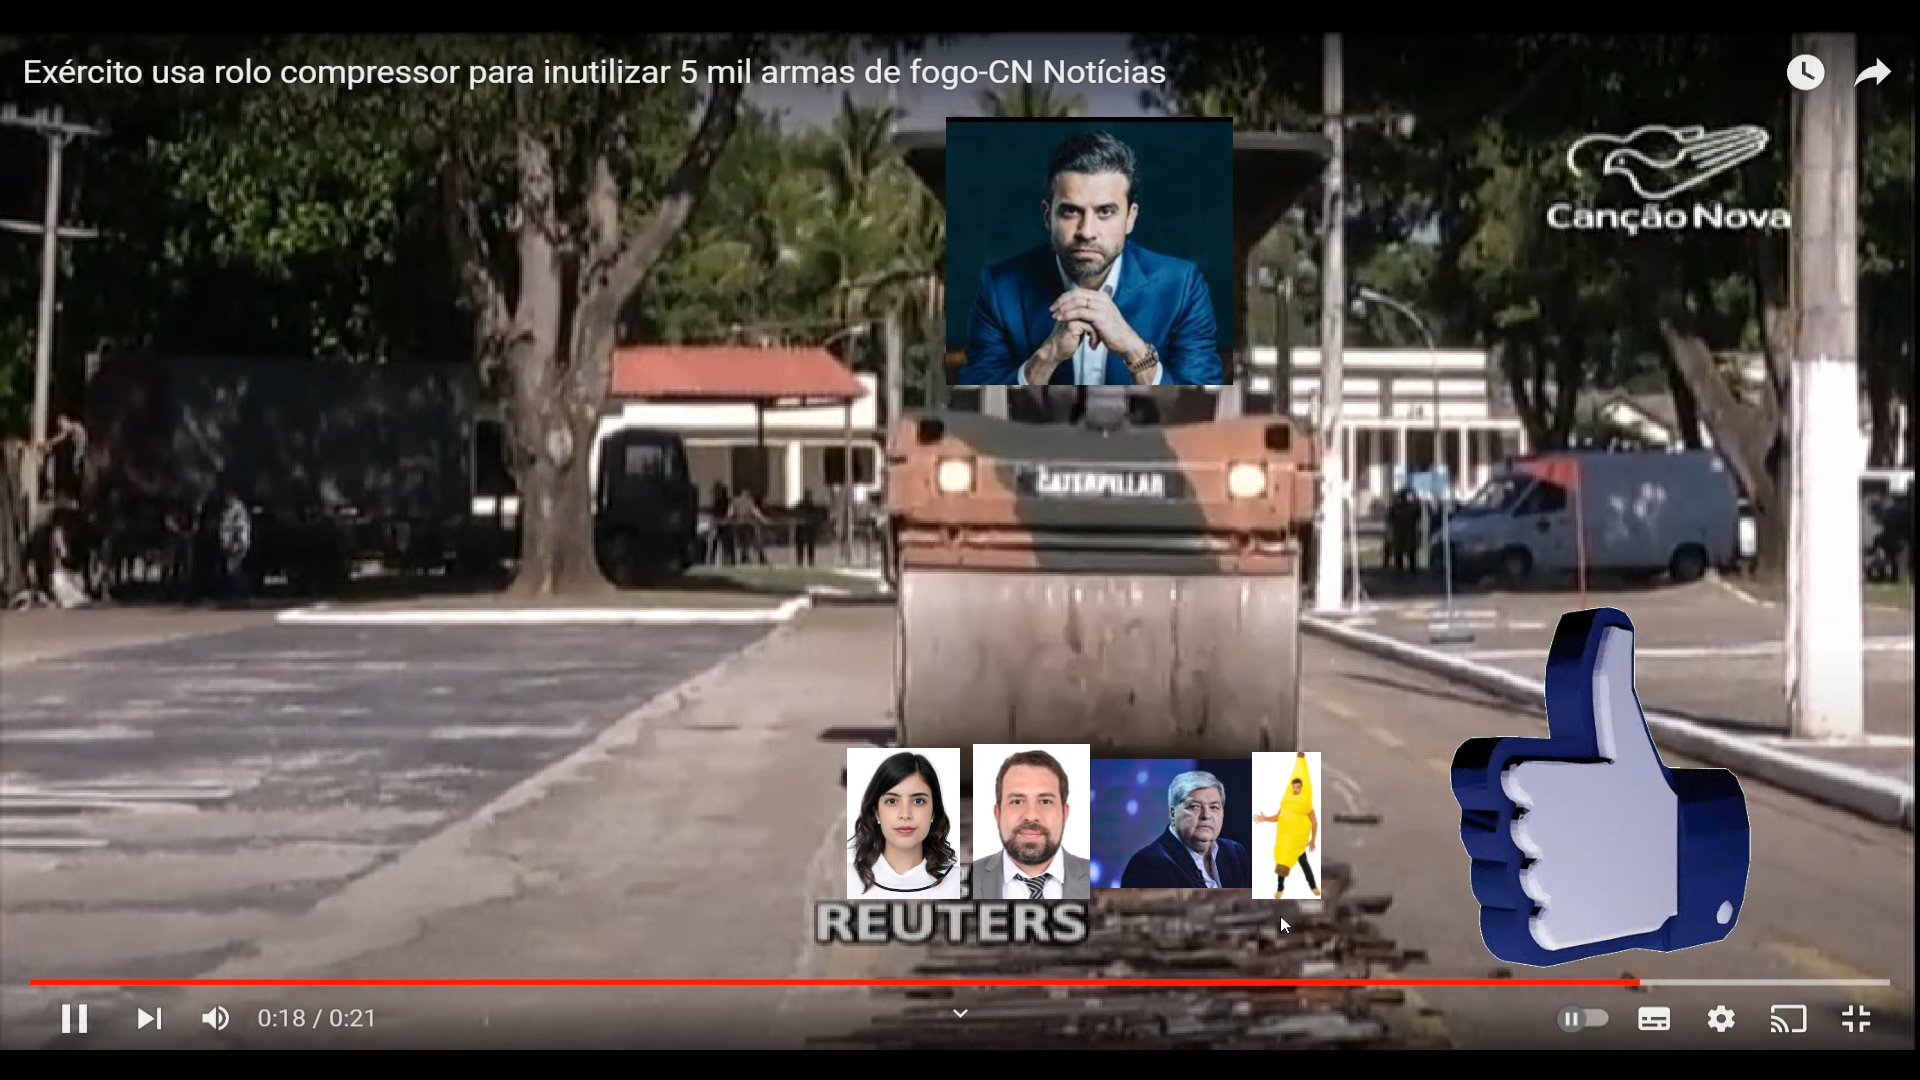 Exército usa rolo compressor para inutilizar 5 mil armas de fogo-CN Notícias
Canção Nova
CATERPILLAR
REUTERS
0:18 / 0:21